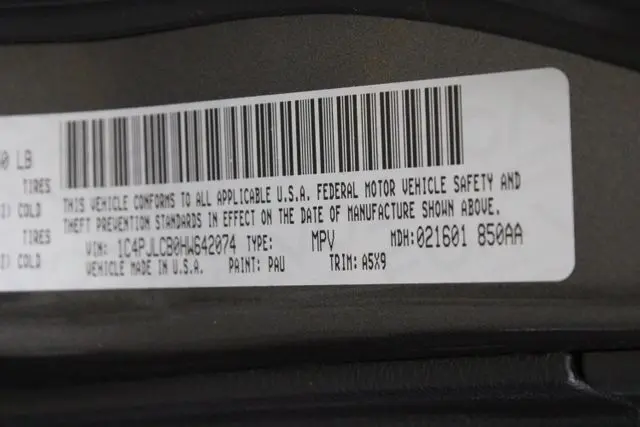 0 LB
TIRES
COLD
TIRES
COLD
THIS VEHICLE CONFORMS TO ALL APPLICABLE U.S.A. FEDERAL MOTOR VEHICLE SAFETY AND
THEFT PREVENTION STANDARDS IN EFFECT ON THE DATE OF MANUFACTURE SHOWN ABOVE.
VIN: 1C4PJLCB0HW642074 TYPE: MPV MDH:021601 850AA
VEHICLE MADE IN U.S.A. PAINT: PAU TRIM: A5X9